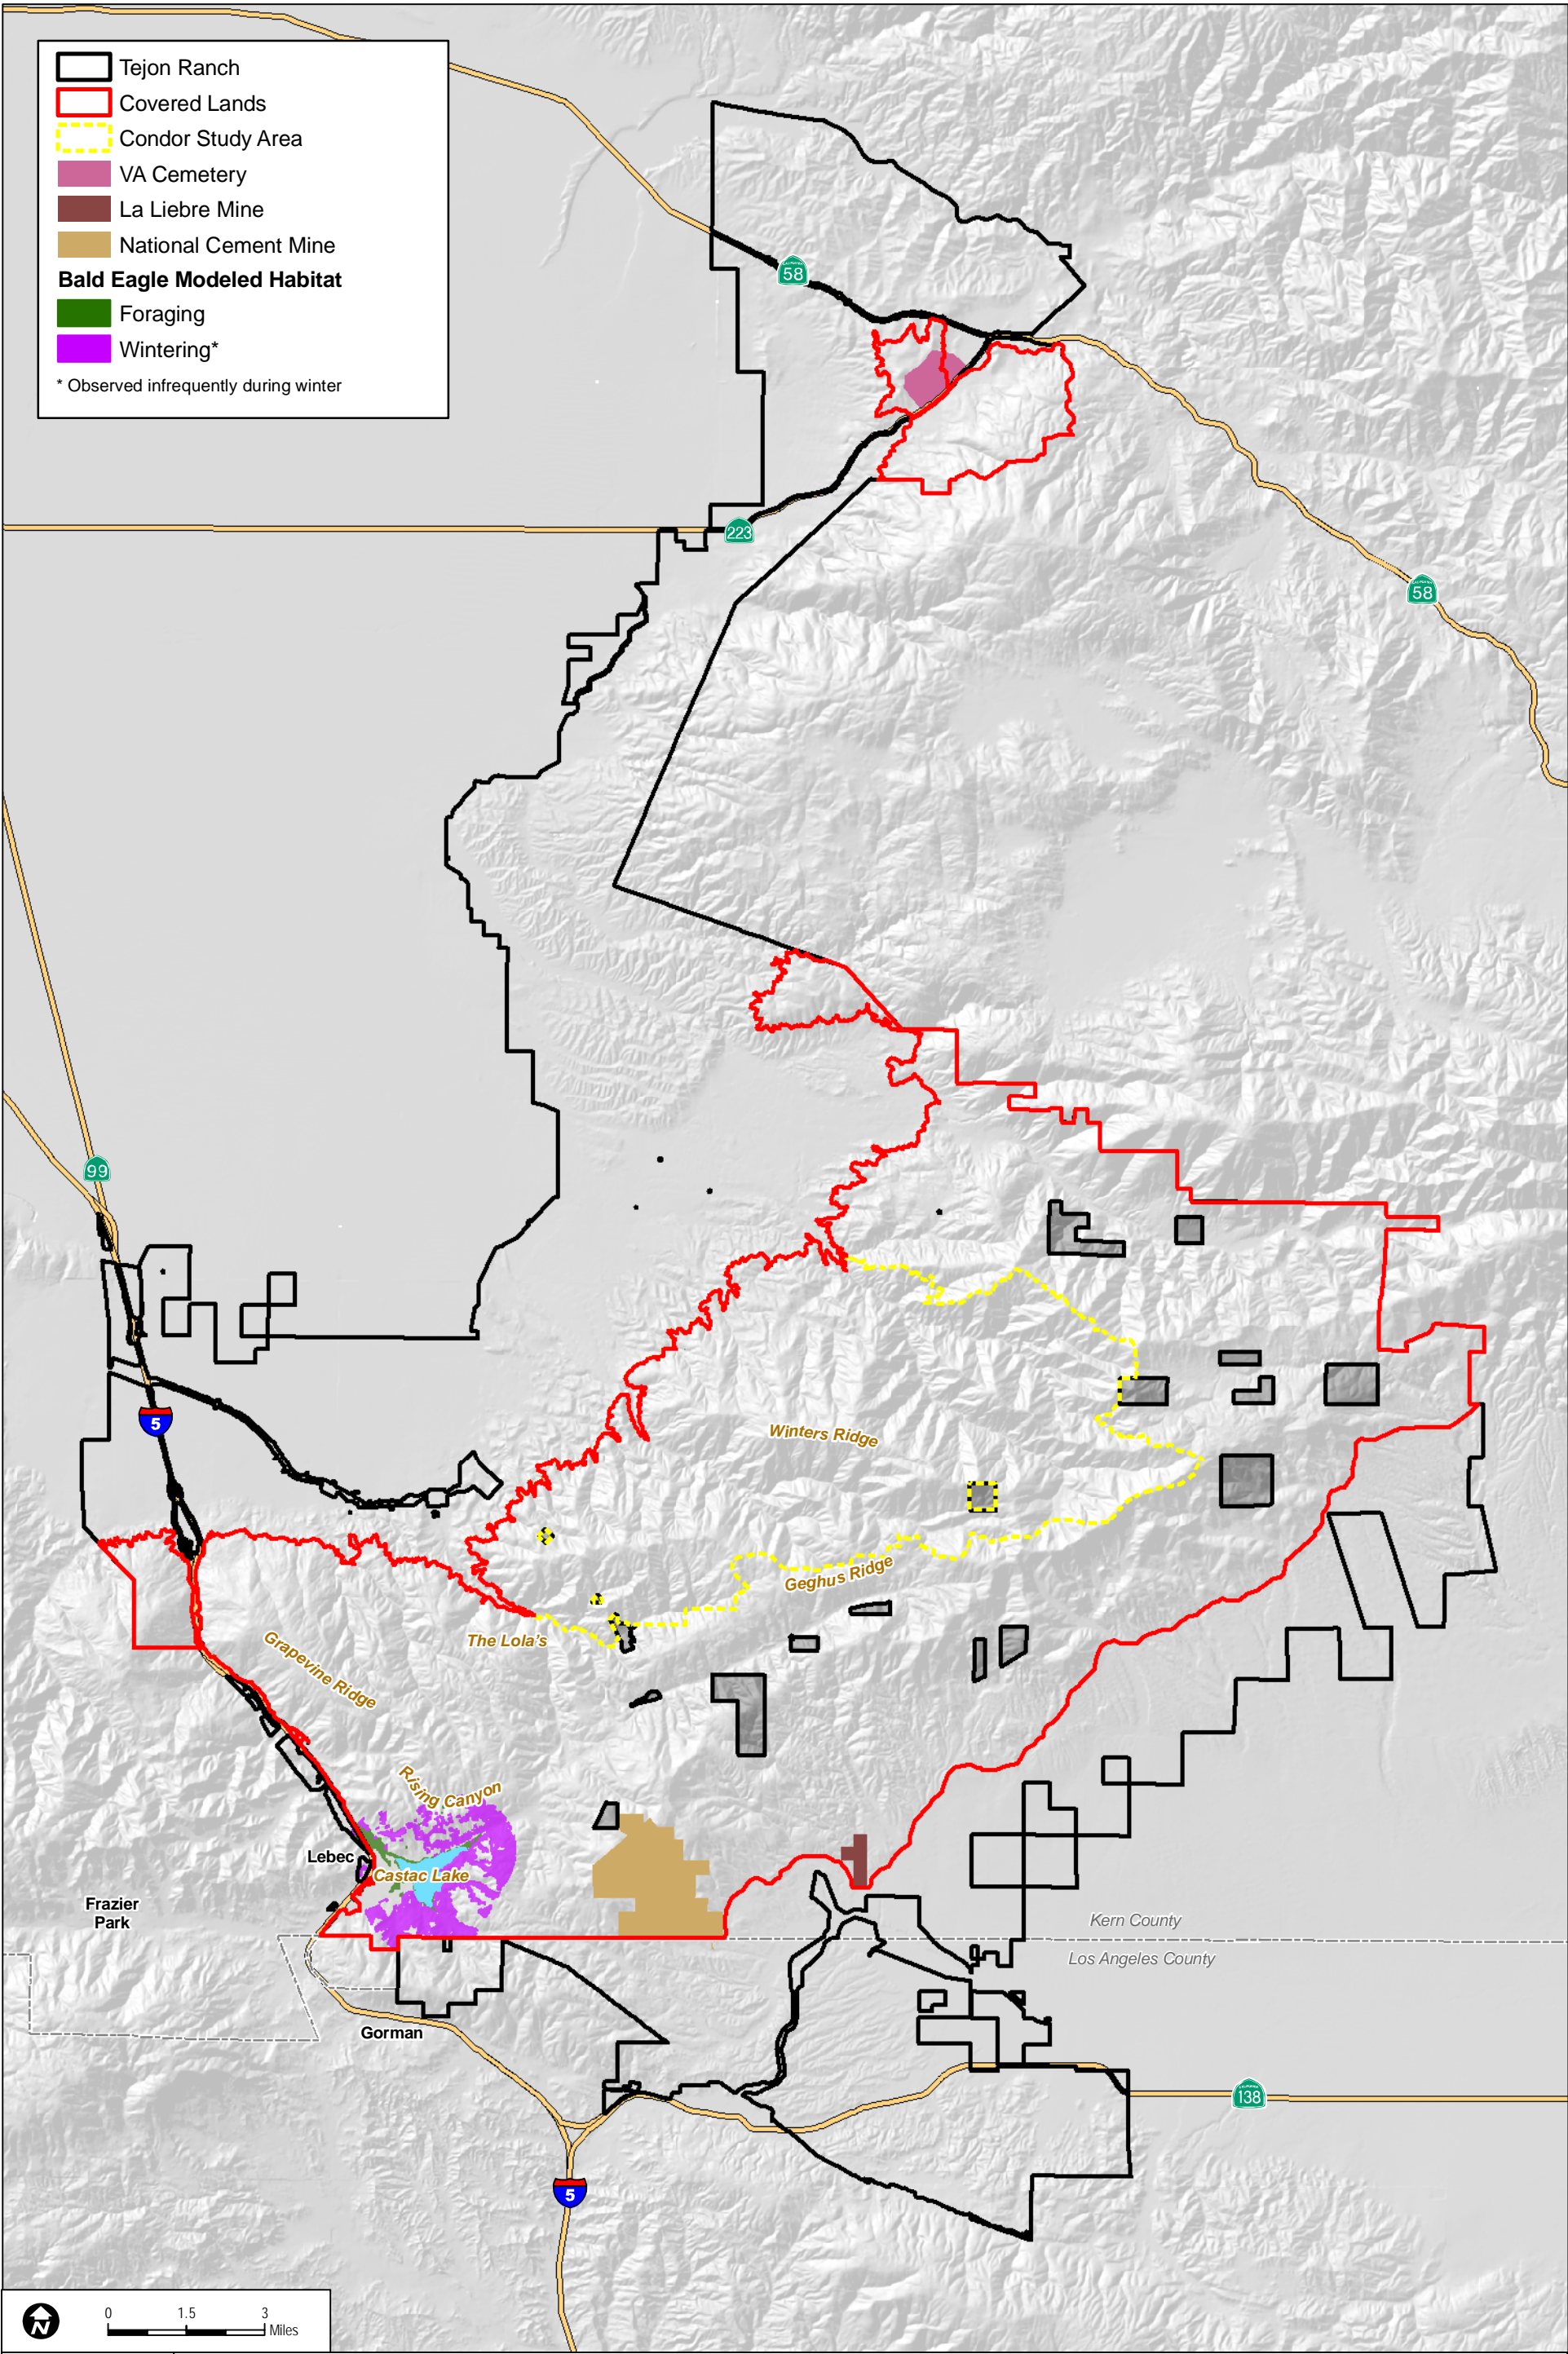 Tejon Ranch
Covered Lands
Condor Study Area
VA Cemetery
La Liebre Mine
National Cement Mine
Bald Eagle Modeled Habitat
Foraging
Wintering*
* Observed infrequently during winter
58
223
58
99
5
Winters Ridge
Geghus Ridge
The Lola's
Grapevine Ridge
Rising Canyon
Lebec
Castac Lake
Frazier
Park
Kern County
Los Angeles County
Gorman
138
5
N
0 1.5 3
Miles